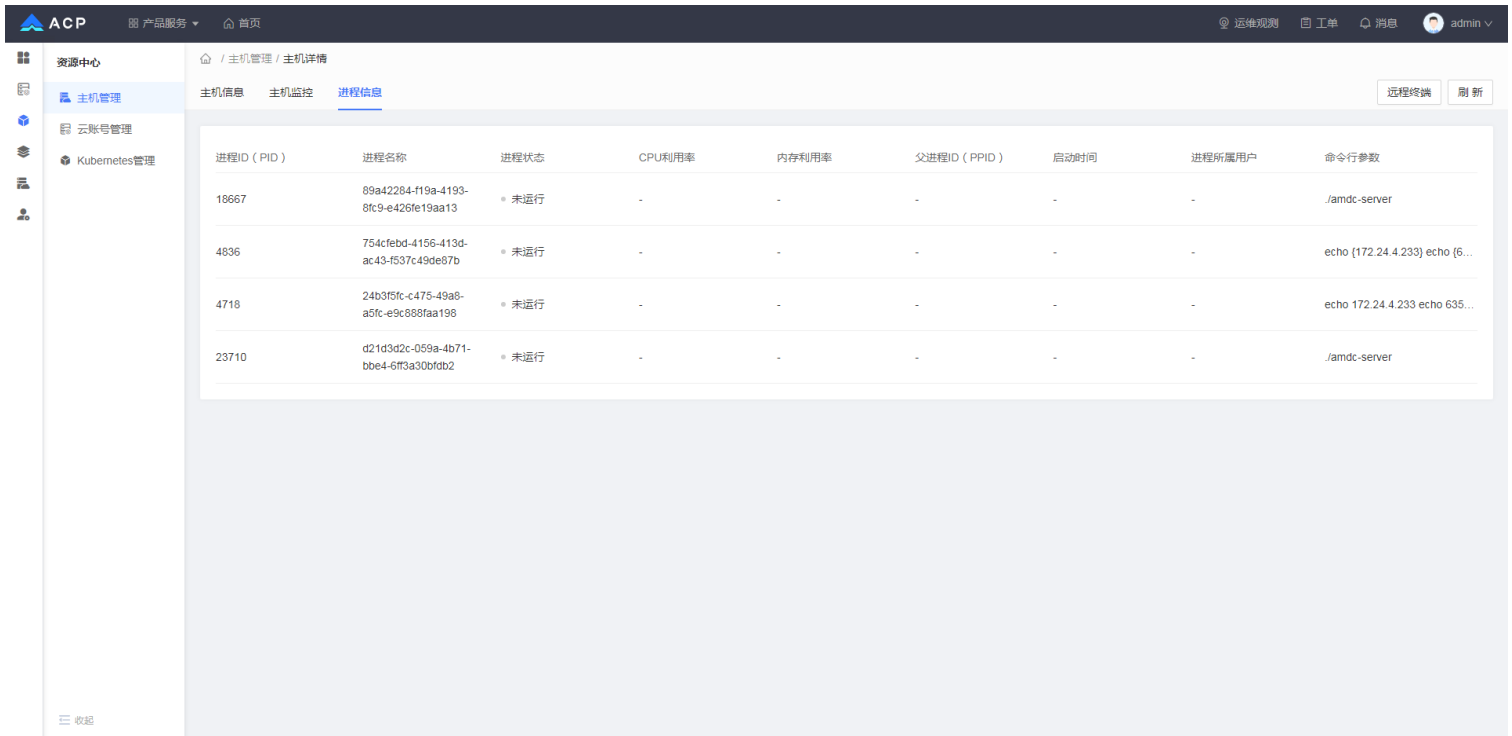 ACP 产品服务 首页 运维观测 工单 消息 admin
资源中心
主机管理
云账号管理
Kubernetes管理
收起
/ 主机管理 / 主机详情
主机信息 主机监控 进程信息 远程终端 刷 新
进程ID ( PID ) 进程名称 进程状态 CPU利用率 内存利用率 父进程ID ( PPID ) 启动时间 进程所属用户 命令行参数
18667 89a42284-f19a-4193- 未运行 - - - - - ./amdc-server
8fc9-e426fe19aa13
4836 754cfebd-4156-413d- 未运行 - - - - - echo {172.24.4.233} echo {6...
ac43-f537c49de87b
4718 24b3f5fc-c475-49a8- 未运行 - - - - - echo 172.24.4.233 echo 635...
a5fc-e9c888faa198
23710 d21d3d2c-059a-4b71- 未运行 - - - - - ./amdc-server
bbe4-6ff3a30bfdb2